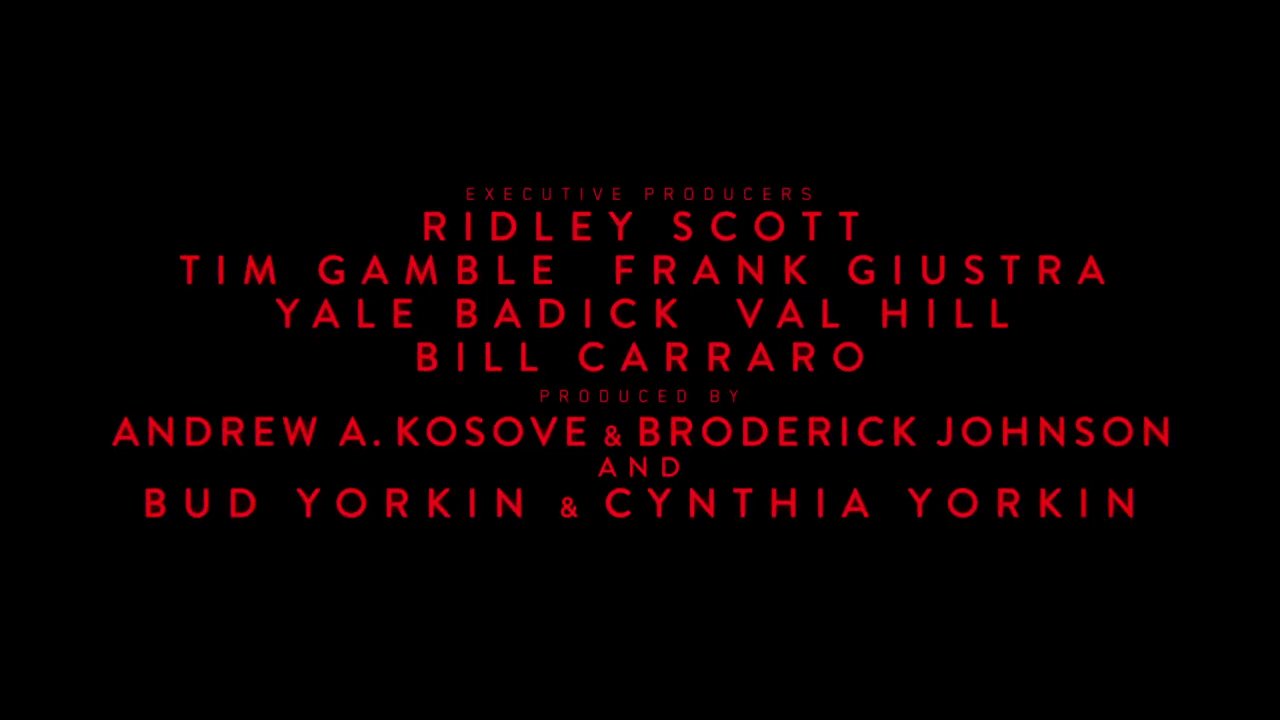 EXECUTIVE PRODUCERS
RIDLEY SCOTT
TIM GAMBLE FRANK GIUSTRA
YALE BADICK VAL HILL
BILL CARRARO
PRODUCED BY
ANDREW A. KOSOVE & BRODERICK JOHNSON
AND
BUD YORKIN & CYNTHIA YORKIN